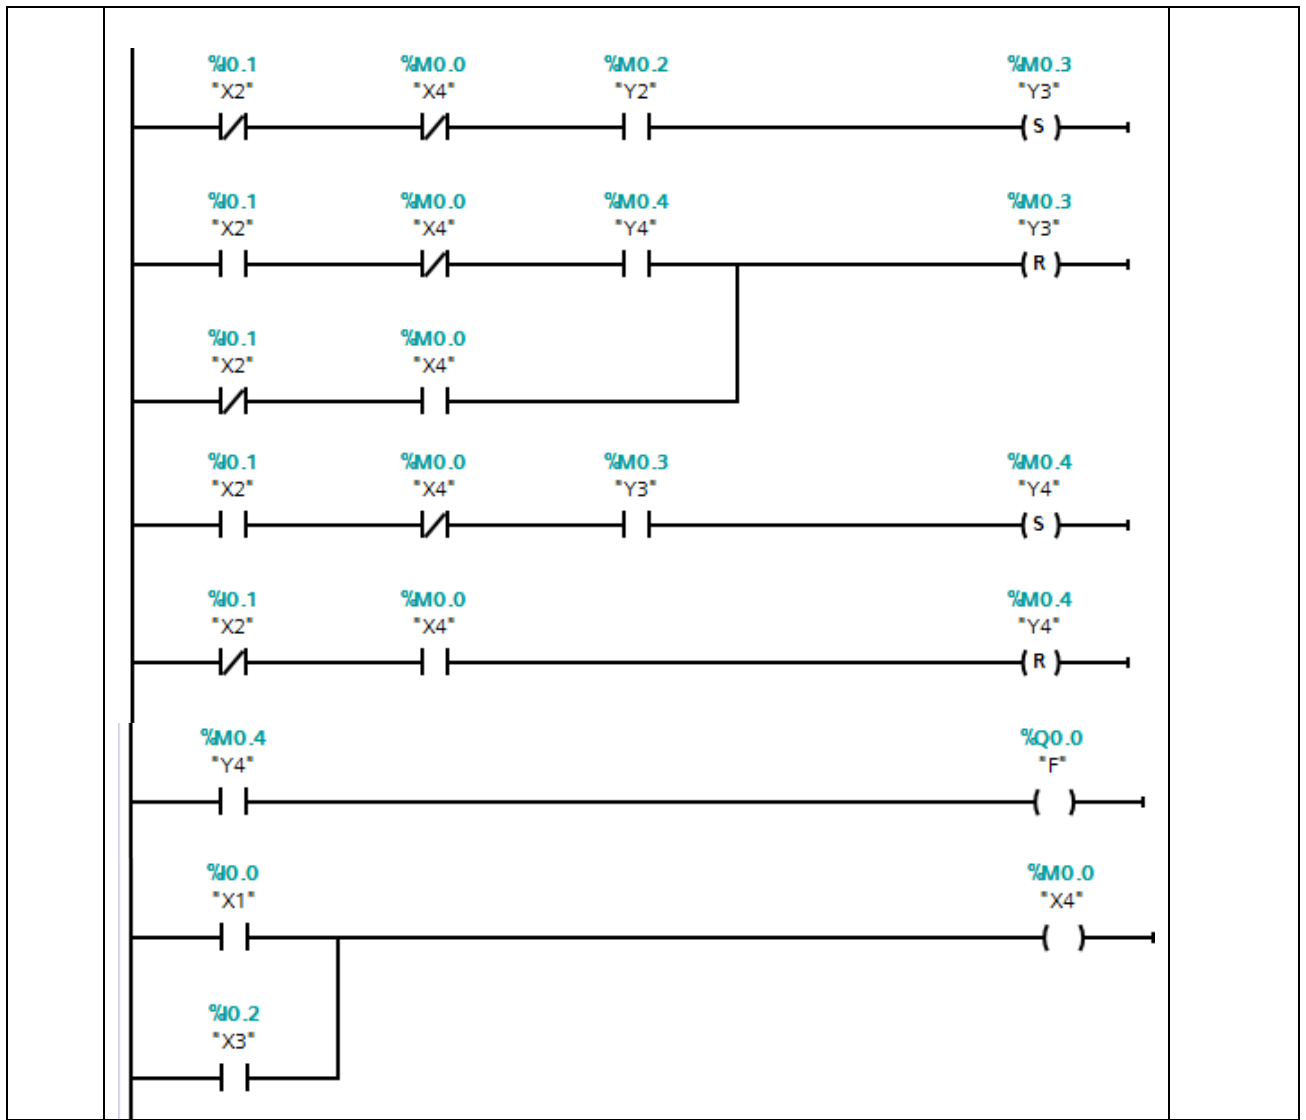 %I0.1 %M0.0 %M0.2 %M0.3
"X2" "X4" "Y2" "Y3"
S
%I0.1 %M0.0 %M0.4 %M0.3
"X2" "X4" "Y4" "Y3"
R
%I0.1 %M0.0
"X2" "X4"
%I0.1 %M0.0 %M0.3 %M0.4
"X2" "X4" "Y3" "Y4"
S
%I0.1 %M0.0 %M0.4
"X2" "X4" "Y4"
R
%M0.4 %Q0.0
"Y4" "F"
%I0.0 %M0.0
"X1" "X4"
%I0.2
"X3"